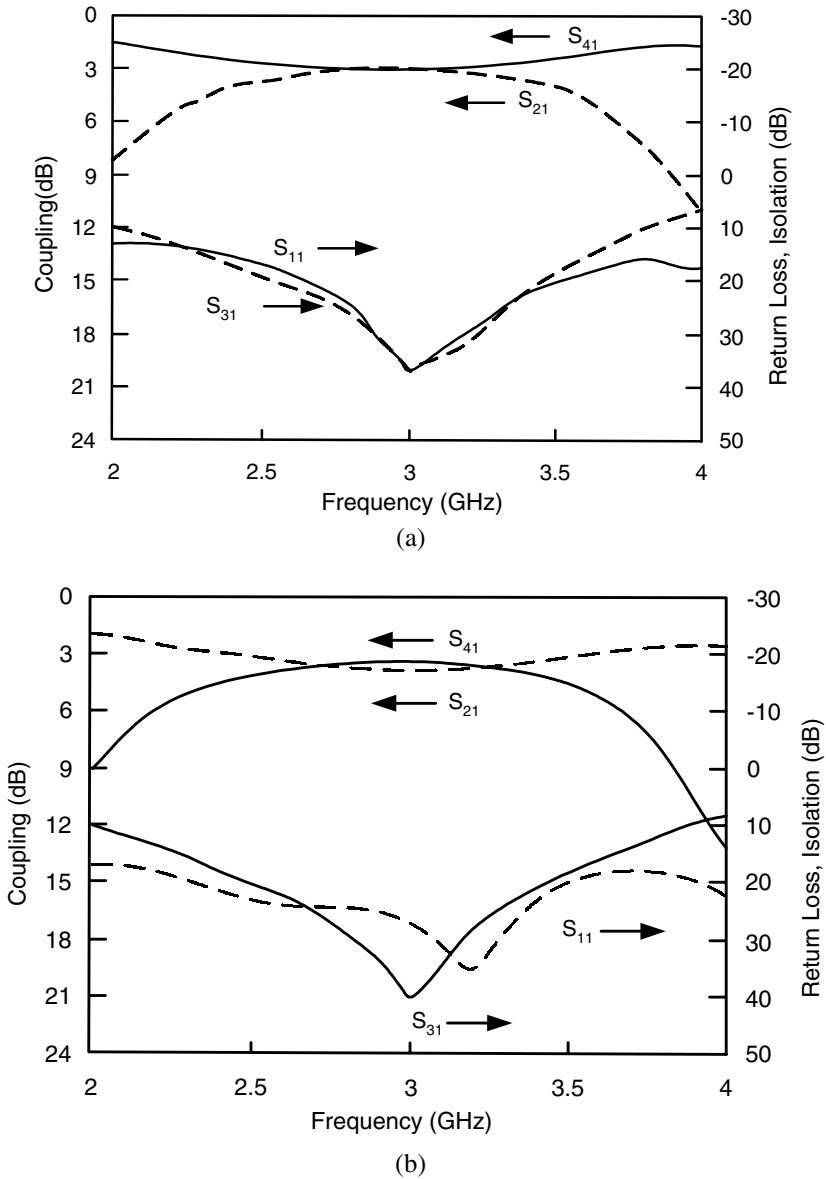 0
3
6
9
12
15
18
21
24
Coupling(dB)
-30
-20
-10
0
10
20
30
40
50
Return Loss, Isolation (dB)
S41
S21
S11
S31
2
2.5
3
3.5
4
Frequency (GHz)
(a)
0
3
6
9
12
15
18
21
24
Coupling (dB)
-30
-20
-10
0
10
20
30
40
50
Return Loss, Isolation (dB)
S41
S21
S11
S31
2
2.5
3
3.5
4
Frequency (GHz)
(b)